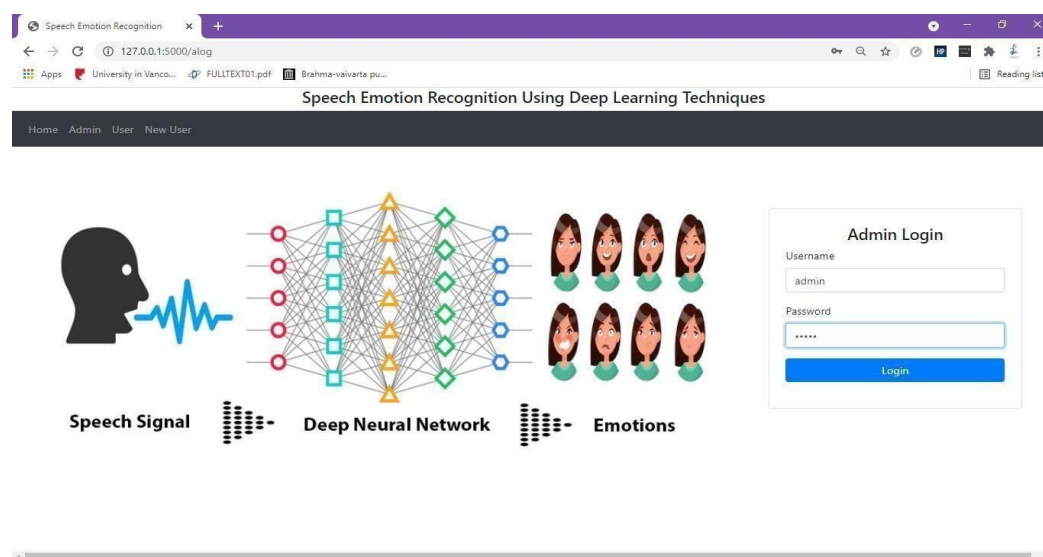 Speech Emotion Recognition
127.0.0.1:5000/alog
Apps University in Vanco... FULLTEXT01.pdf Brahma-vaivarta pu... Reading list
Speech Emotion Recognition Using Deep Learning Techniques
Home Admin User New User
Admin Login
Username
admin
Password
•••••
Login
Speech Signal Deep Neural Network Emotions